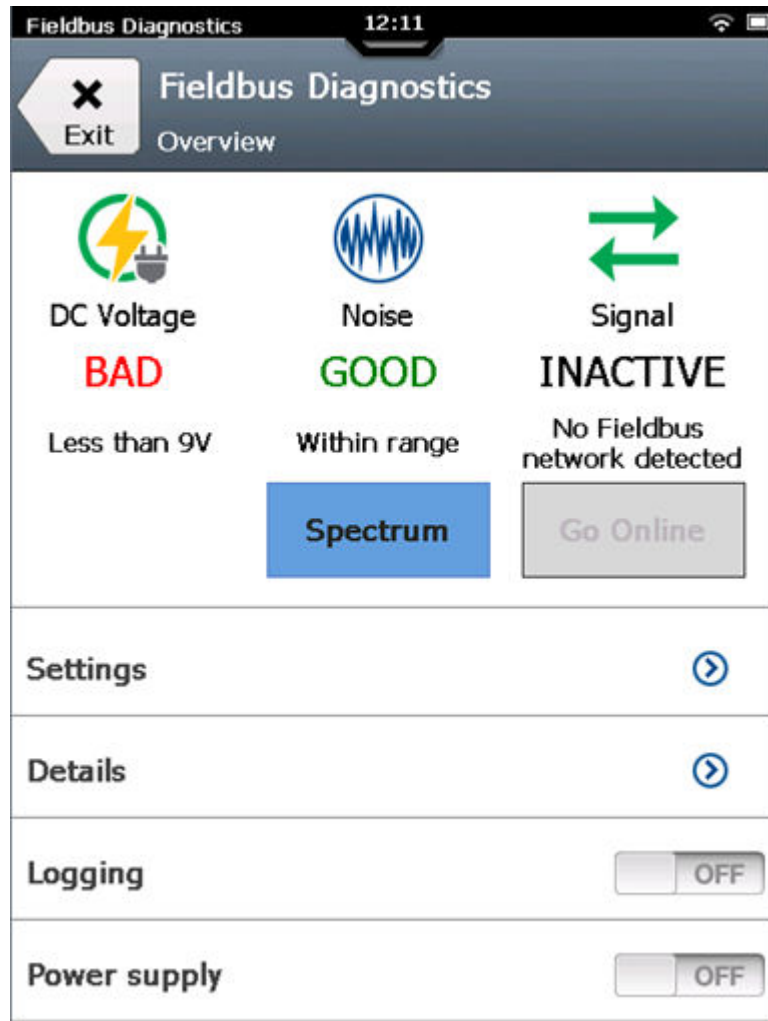 Fieldbus Diagnostics
12:11
Exit
Fieldbus Diagnostics
Overview
DC Voltage
BAD
Less than 9V
Noise
GOOD
Within range
Spectrum
Signal
INACTIVE
No Fieldbus
network detected
Go Online
Settings
Details
Logging
OFF
Power supply
OFF